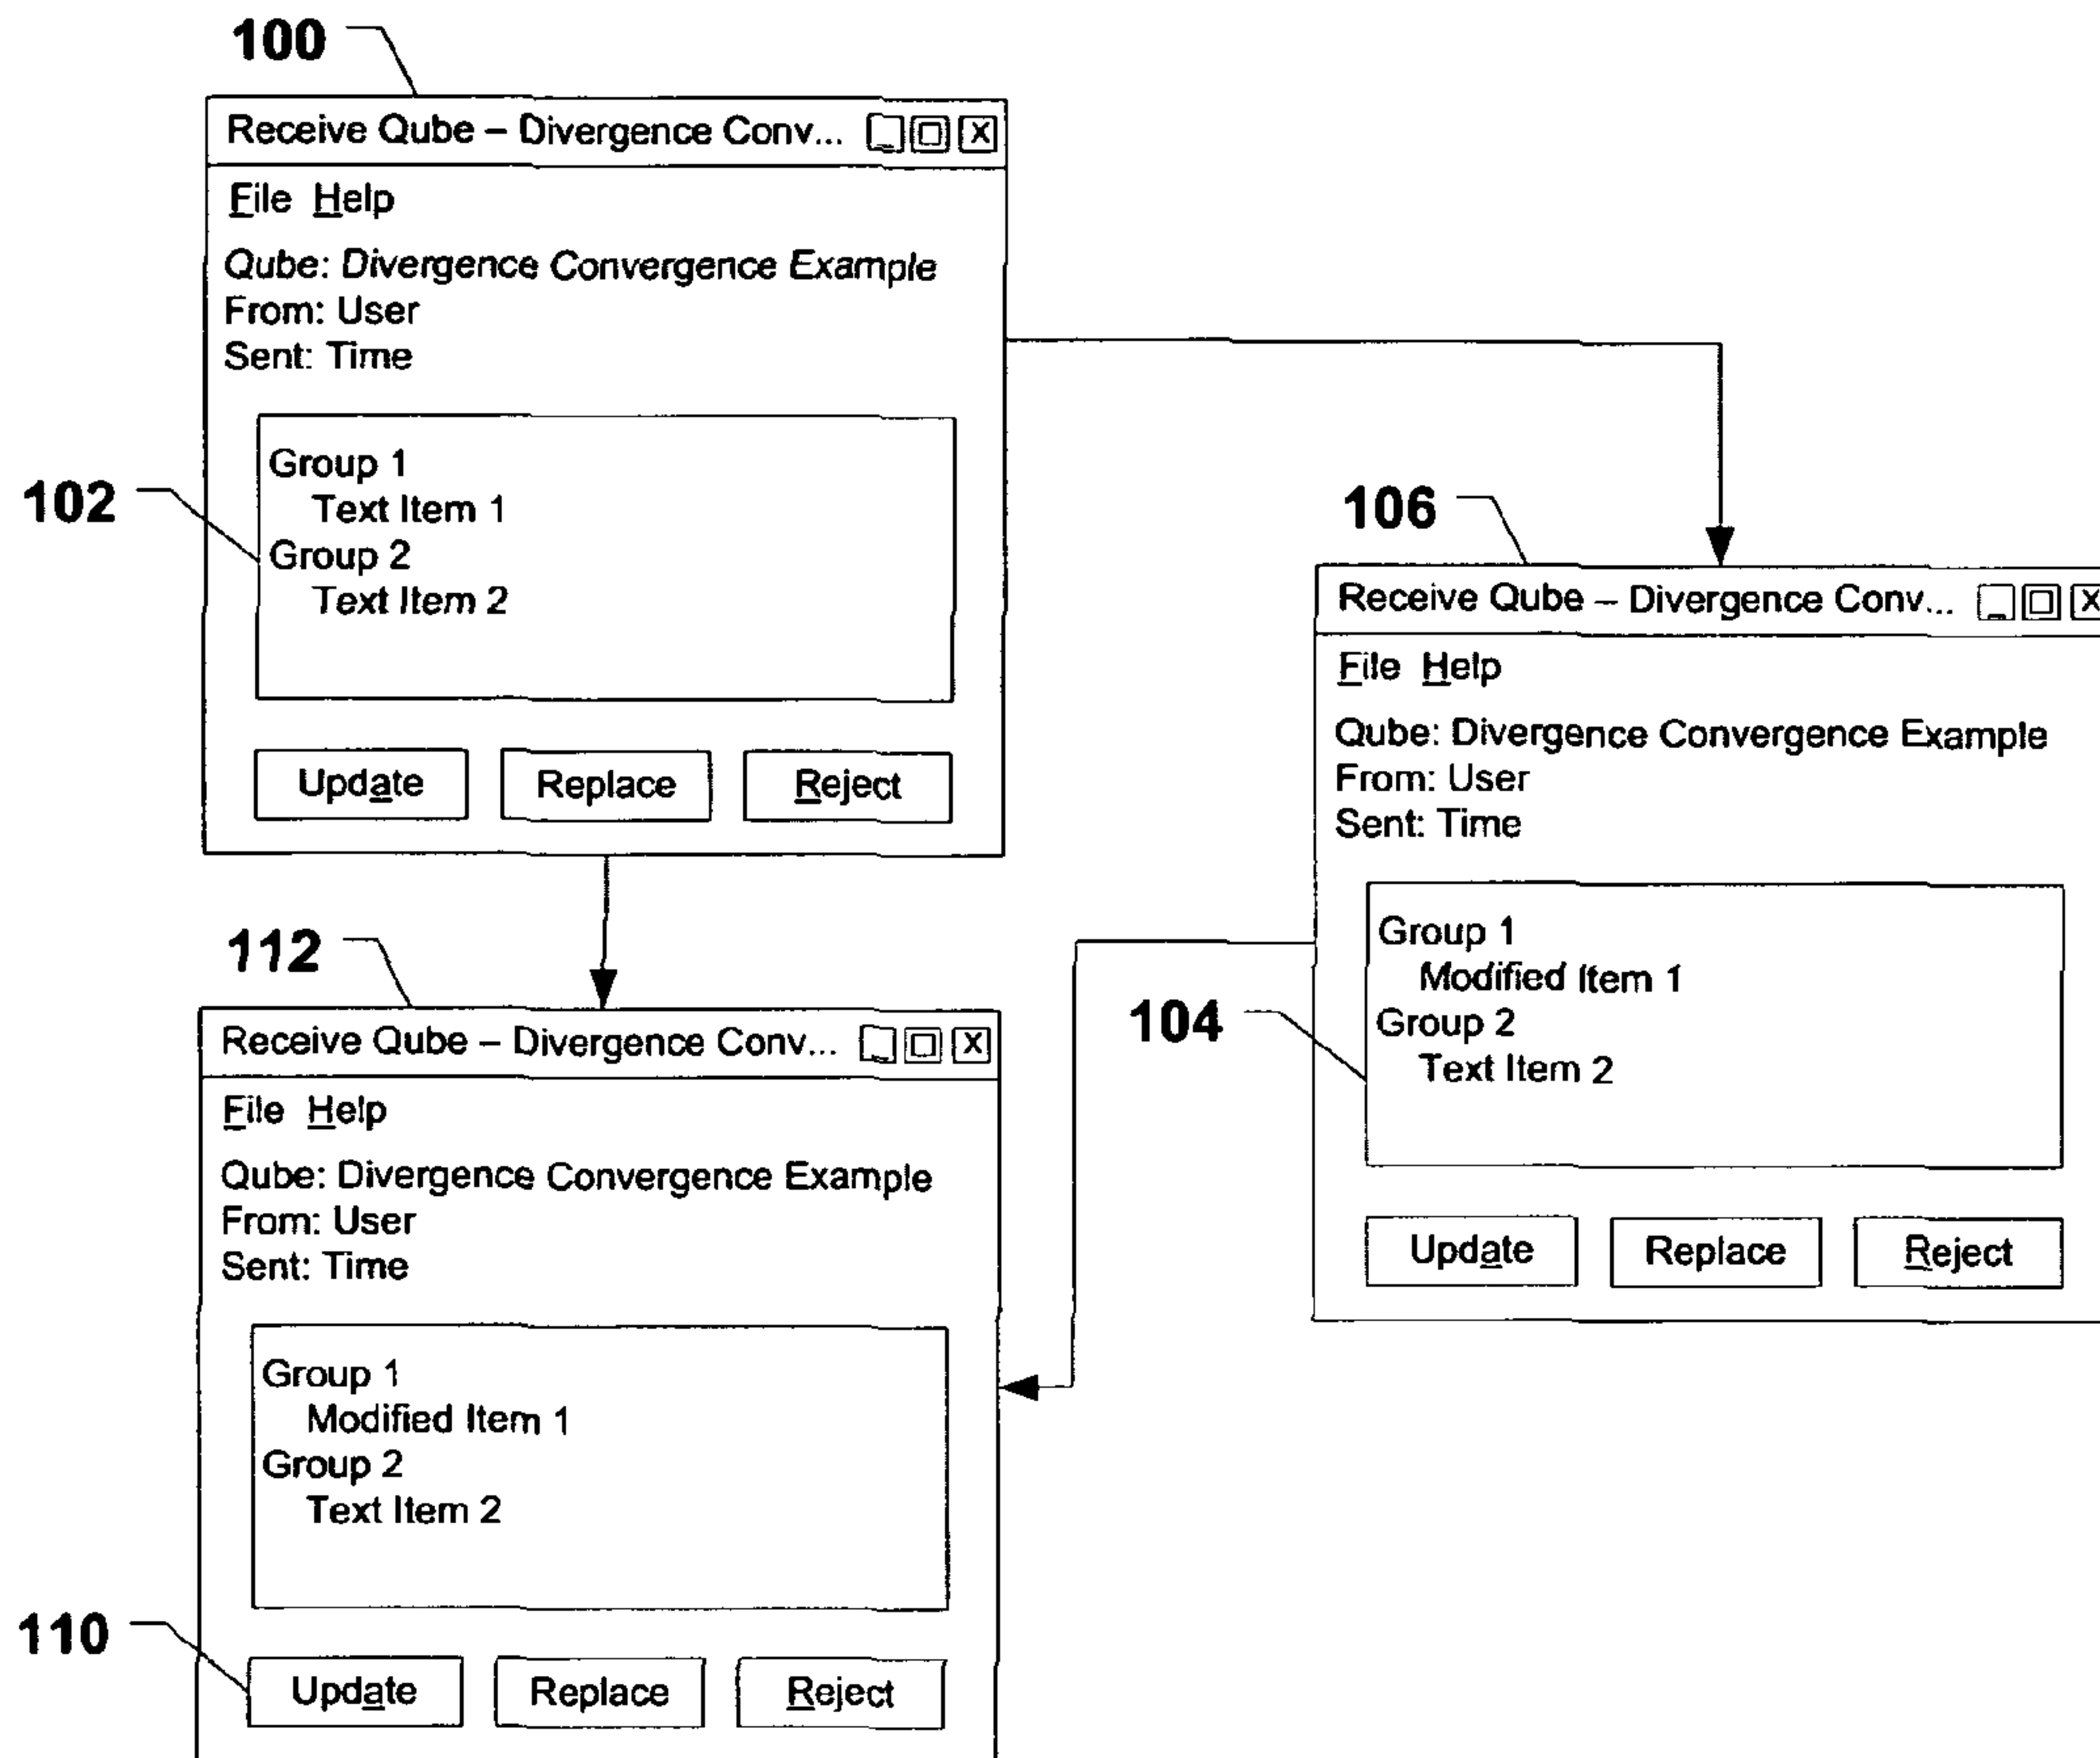 100
Receive Qube – Divergence Conv... X
File Help
Qube: Divergence Convergence Example
From: User
Sent: Time
102
Group 1
Text Item 1
Group 2
Text Item 2
Update Replace Reject
106
Receive Qube – Divergence Conv... X
File Help
Qube: Divergence Convergence Example
From: User
Sent: Time
104
Group 1
Modified Item 1
Group 2
Text Item 2
Update Replace Reject
112
Receive Qube – Divergence Conv... X
File Help
Qube: Divergence Convergence Example
From: User
Sent: Time
Group 1
Modified Item 1
Group 2
Text Item 2
110
Update Replace Reject